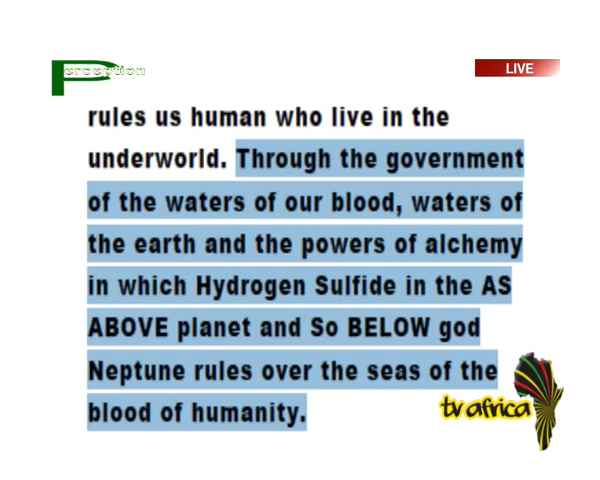 Perception
LIVE
rules us human who live in the
underworld. Through the government
of the waters of our blood, waters of
the earth and the powers of alchemy
in which Hydrogen Sulfide in the AS
ABOVE planet and So BELOW god
Neptune rules over the seas of the
blood of humanity.
tv africa